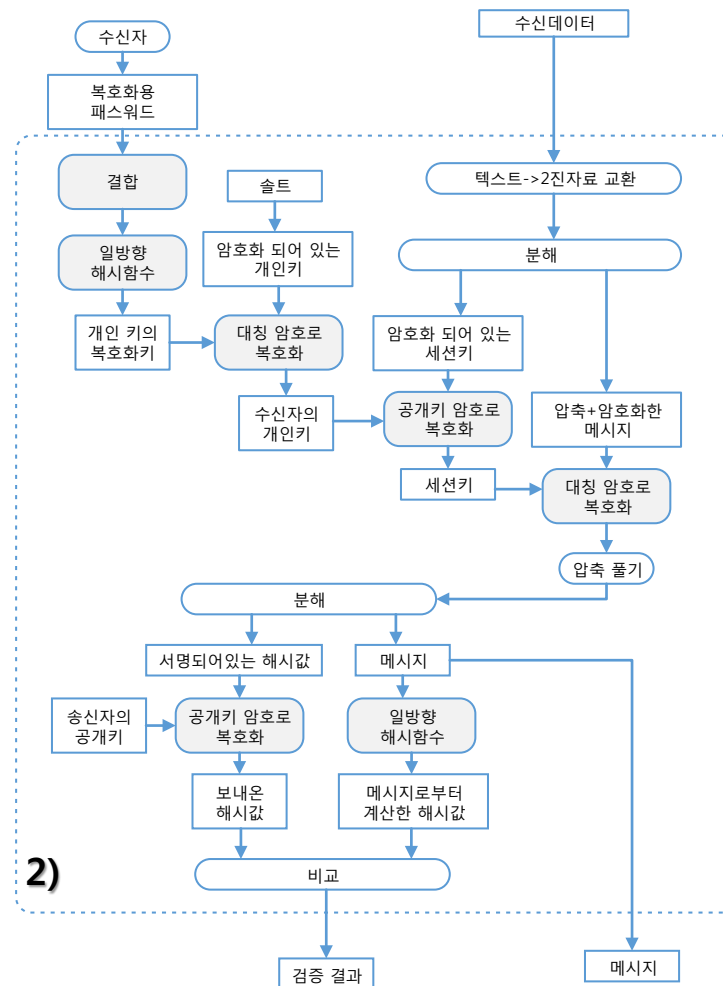 수신자
수신데이터
복호화용
패스워드
결합
솔트
텍스트->2진자료 교환
일방향
해시함수
암호화 되어 있는
개인키
분해
개인 키의
복호화키
대칭 암호로
복호화
암호화 되어 있는
세션키
수신자의
개인키
공개키 암호로
복호화
압축+암호화한
메시지
세션키
대칭 암호로
복호화
압축 풀기
분해
서명되어있는 해시값
메시지
송신자의
공개키
공개키 암호로
복호화
일방향
해시함수
보내온
해시값
메시지로부터
계산한 해시값
2)
비교
검증 결과
메시지